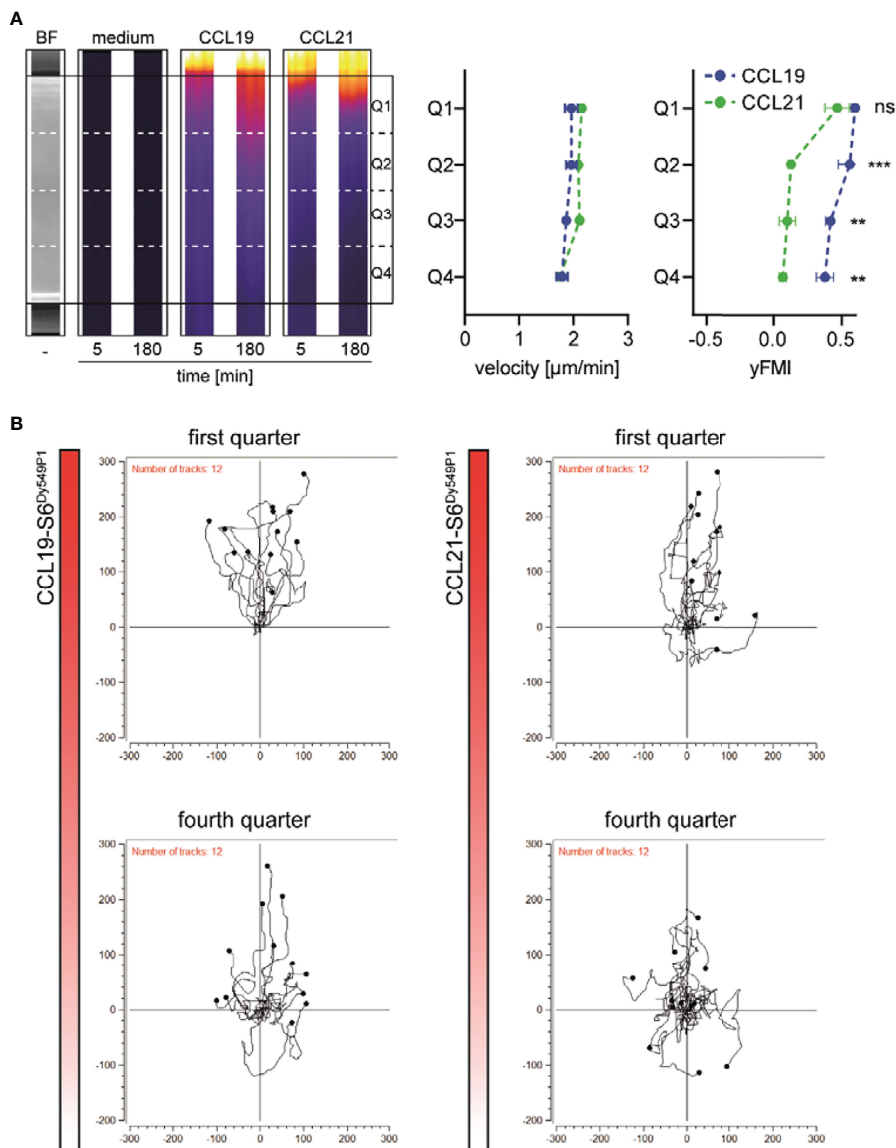 A
BF medium CCL19 CCL21
Q1
Q2
Q3
Q4
- 5 180 5 180 5 180
time [min]
Q1
Q2
Q3
Q4
0 1 2 3
velocity [µm/min]
CCL19
CCL21
Q1 ns
Q2 ***
Q3 **
Q4 **
-0.5 0.0 0.5
yFMI
B
CCL19-S6Dy549P1
first quarter
Number of tracks: 12
300
200
100
0
-100
-200
-300 -200 -100 0 100 200 300
fourth quarter
Number of tracks: 12
300
200
100
0
-100
-200
-300 -200 -100 0 100 200 300
CCL21-S6Dy549P1
first quarter
Number of tracks: 12
300
200
100
0
-100
-200
-300 -200 -100 0 100 200 300
fourth quarter
Number of tracks: 12
300
200
100
0
-100
-200
-300 -200 -100 0 100 200 300